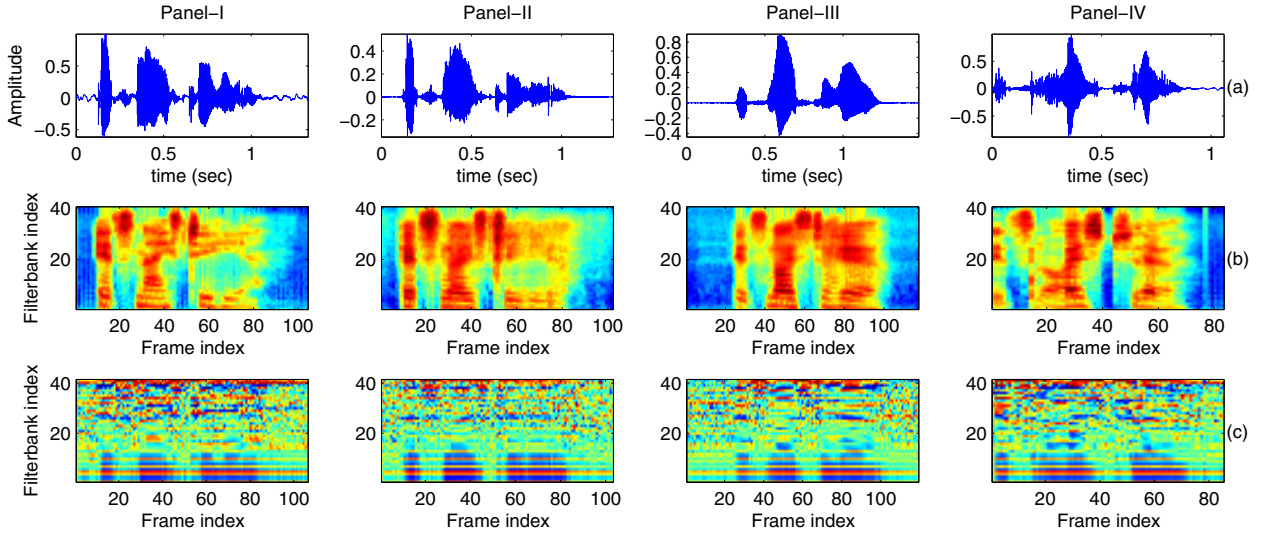 Panel−I Panel−II Panel−III Panel−IV
Amplitude
0.5
0
−0.5
0 0.5 1
time (sec)
0.4
0.2
0
−0.2
0 0.5 1
time (sec)
0.8
0.6
0.4
0.2
0
−0.2
−0.4
0 0.5 1
time (sec)
0.5
0
−0.5
0 0.5 1
time (sec)
(a)
Filterbank index
40
20
20 40 60 80 100
Frame index
40
20
20 40 60 80 100
Frame index
40
20
20 40 60 80 100
Frame index
40
20
20 40 60 80
Frame index
(b)
Filterbank index
40
20
20 40 60 80 100
Frame index
40
20
20 40 60 80 100
Frame index
40
20
20 40 60 80 100
Frame index
40
20
20 40 60 80
Frame index
(c)